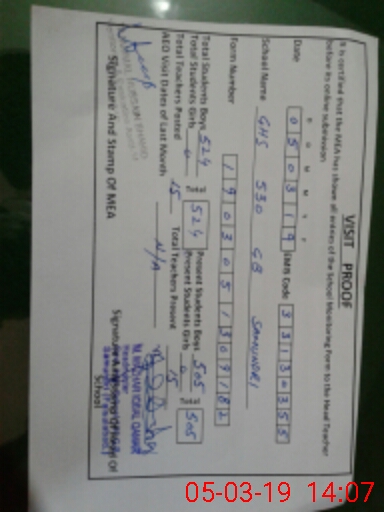 VISIT PROOF
It is certified that the MEA has shown all entries of the School Monitoring Form to the Head Teacher
before its online submission.
D D M M Y Y
Date 0 5 0 3 1 9 EMIS Code 3 3 1 3 0 3 5 5
School Name GHS 530 GB SAMUNDRI
Form Number 1 9 0 3 0 5 1 3 0 9 1 8 2
Total Students Boys 524 Total 524 Present Students Boys 505 Total 505
Total Students Girls 0 Present Students Girls 0
Total Teachers Posted 15 Total Teachers Present 15
AEO Visit Dates of Last Month N/A
Signature And Stamp Of MEA
Signature And Stamp Of Head Of
School
05-03-19 14:07